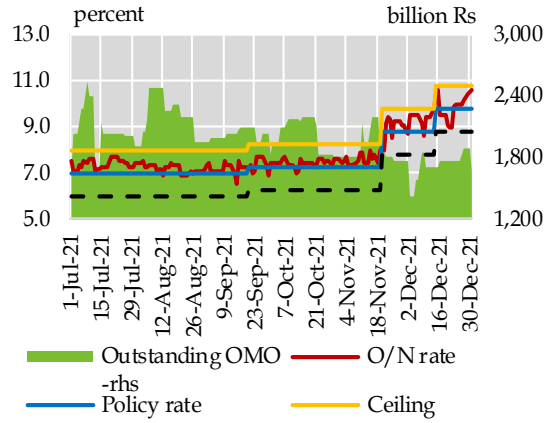 percent billion Rs
13.0 3,000
11.0 2,400
9.0 1,800
7.0
5.0 1,200
1-Jul-21
15-Jul-21
29-Jul-21
12-Aug-21
26-Aug-21
9-Sep-21
23-Sep-21
7-Oct-21
21-Oct-21
4-Nov-21
18-Nov-21
2-Dec-21
16-Dec-21
30-Dec-21
Outstanding OMO
-rhs
O/N rate
Policy rate
Ceiling